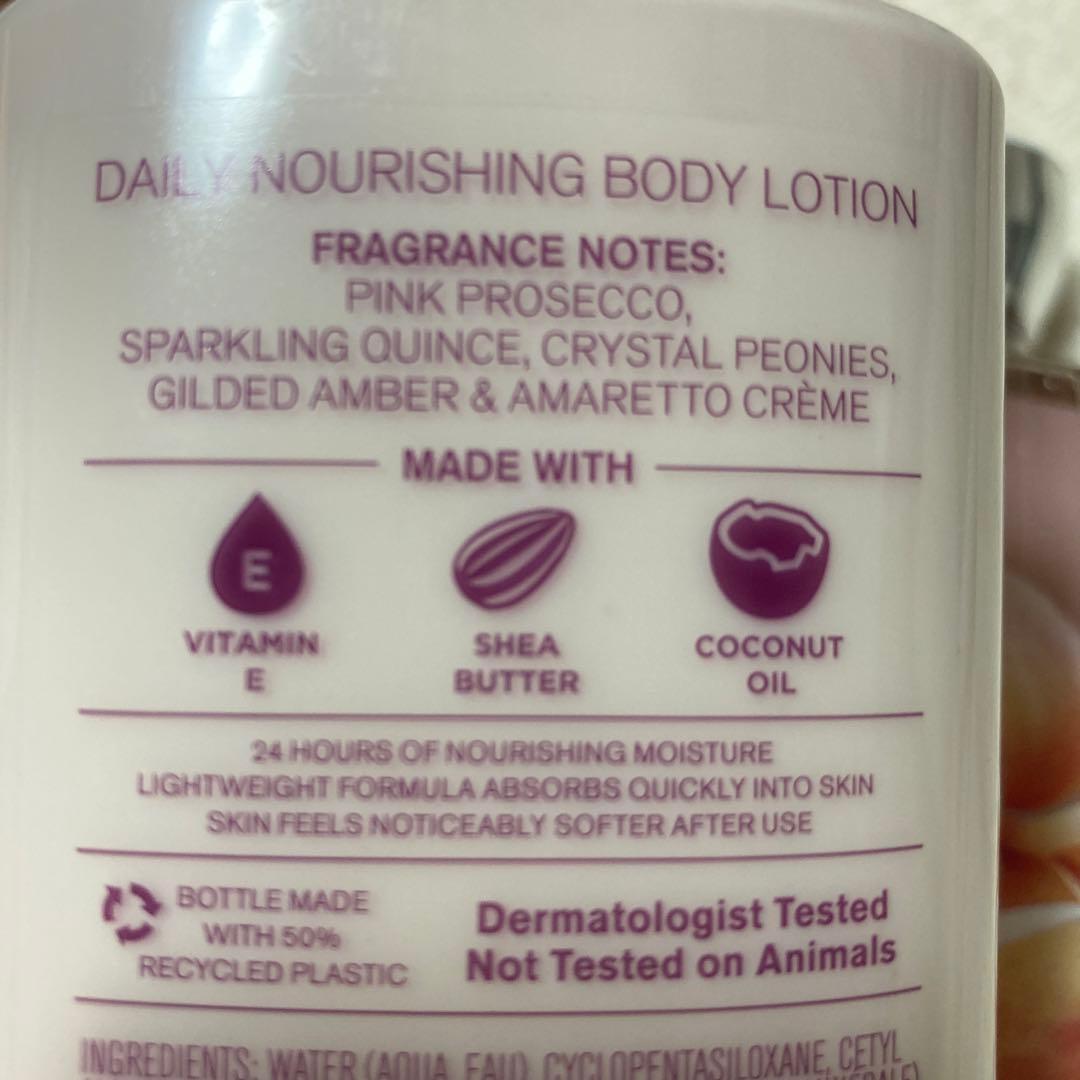 DAILY NOURISHING BODY LOTION
FRAGRANCE NOTES:
PINK PROSECCO,
SPARKLING QUINCE, CRYSTAL PEONIES,
GILDED AMBER & AMARETTO CRÈME
MADE WITH
E
VITAMIN
E
SHEA
BUTTER
COCONUT
OIL
24 HOURS OF NOURISHING MOISTURE
LIGHTWEIGHT FORMULA ABSORBS QUICKLY INTO SKIN
SKIN FEELS NOTICEABLY SOFTER AFTER USE
BOTTLE MADE
WITH 50%
RECYCLED PLASTIC
Dermatologist Tested
Not Tested on Animals
INGREDIENTS: WATER (AQUA, EAU), CYCLOPENTASILOXANE, CETYL